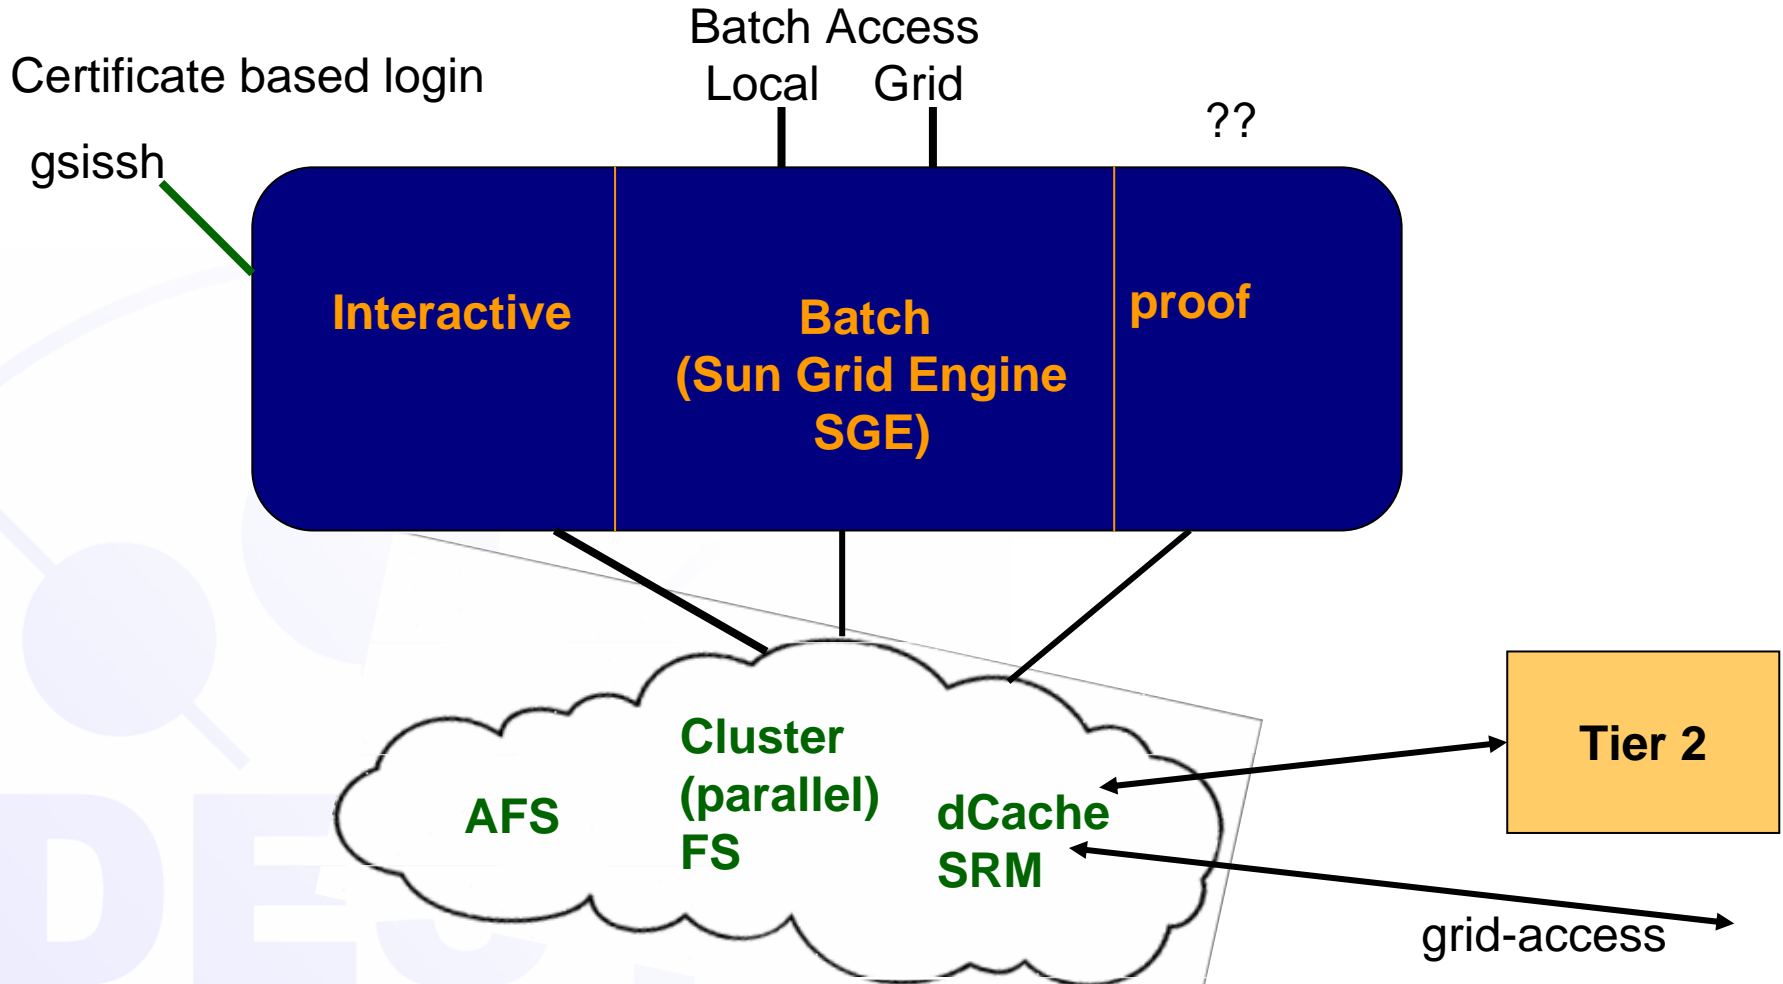 Batch Access
Local Grid
Certificate based login
gsissh
??
Interactive
Batch
(Sun Grid Engine
SGE)
proof
AFS
Cluster
(parallel)
FS
dCache
SRM
Tier 2
grid-access
DES